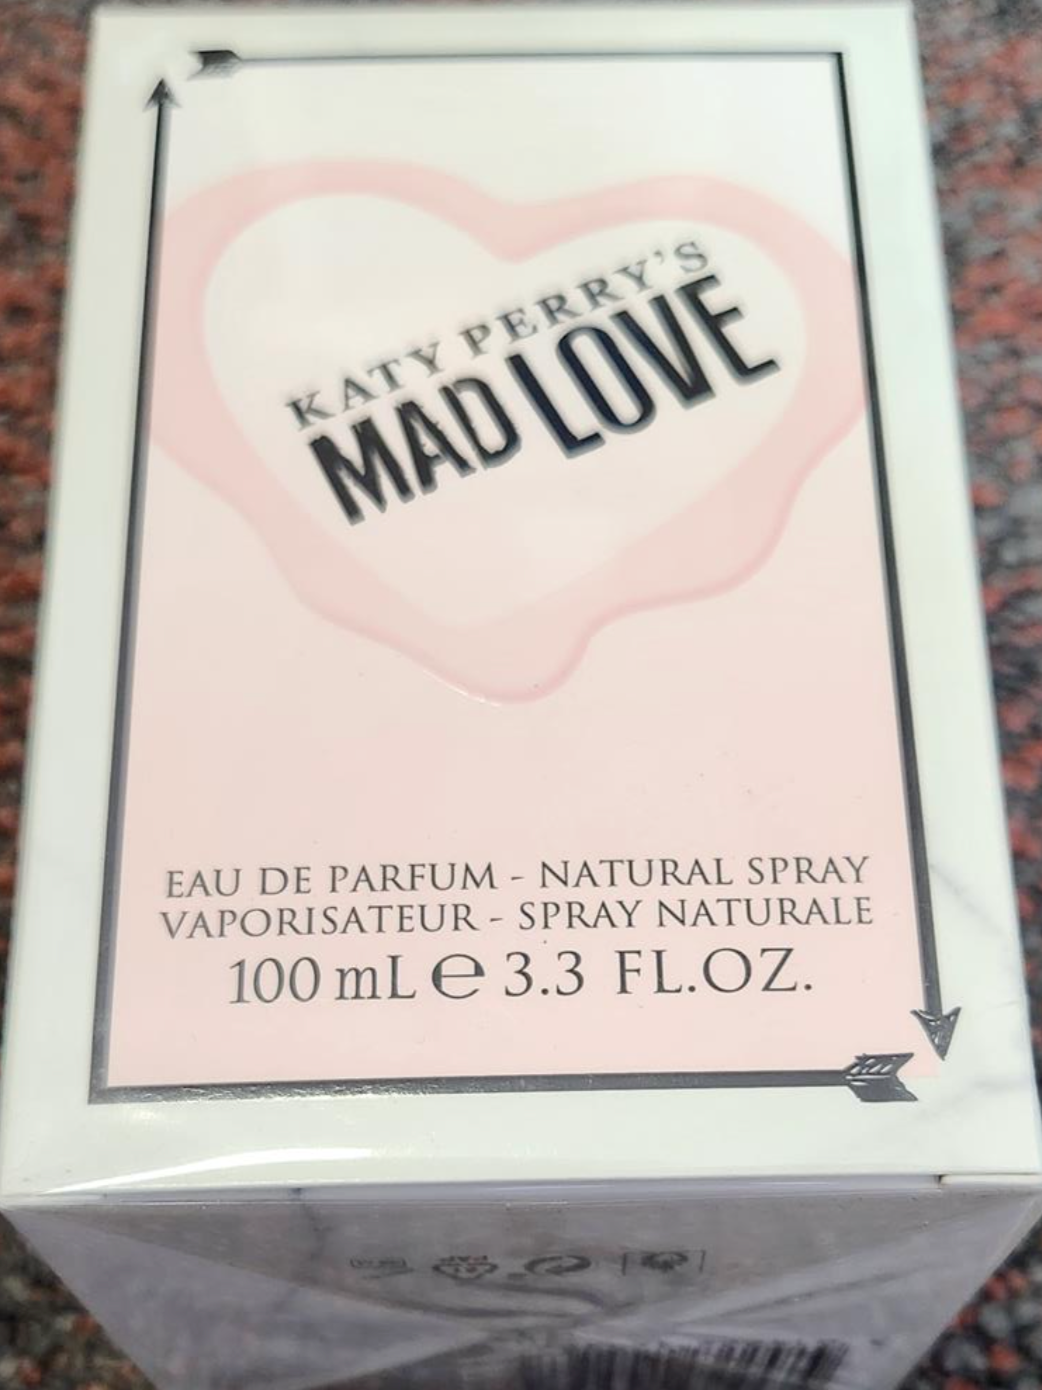 KATY PERRY'S
MAD LOVE
EAU DE PARFUM - NATURAL SPRAY
VAPORISATEUR - SPRAY NATURALE
100 mL ℮ 3.3 FL.OZ.